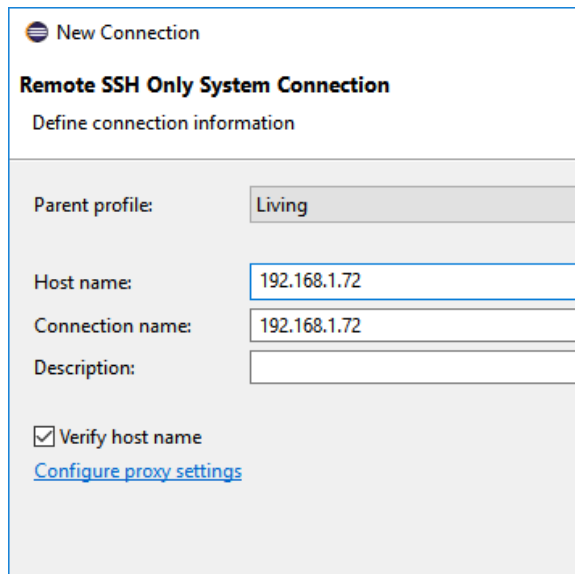 New Connection
Remote SSH Only System Connection
Define connection information
Parent profile: Living
Host name: 192.168.1.72
Connection name: 192.168.1.72
Description:
Verify host name
Configure proxy settings